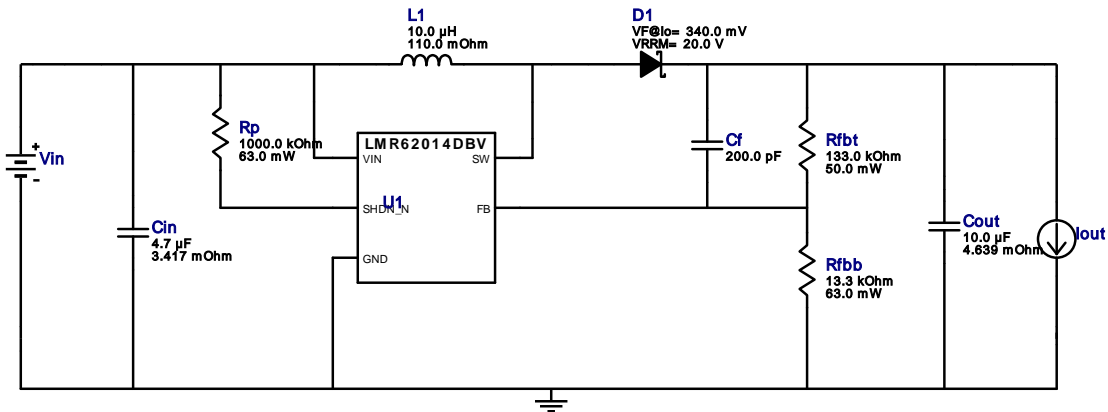 L1
10.0 µH
110.0 mOhm
D1
VF@Io= 340.0 mV
VRRM= 20.0 V
+
Vin
-
Rp
1000.0 kOhm
63.0 mW
LMR62014DBV
VIN
SW
U1
SHDN_N
FB
GND
Cin
4.7 µF
3.417 mOhm
Cf
200.0 pF
Rfbt
133.0 kOhm
50.0 mW
Rfbb
13.3 kOhm
63.0 mW
Cout
10.0 µF
4.639 mOhm
Iout